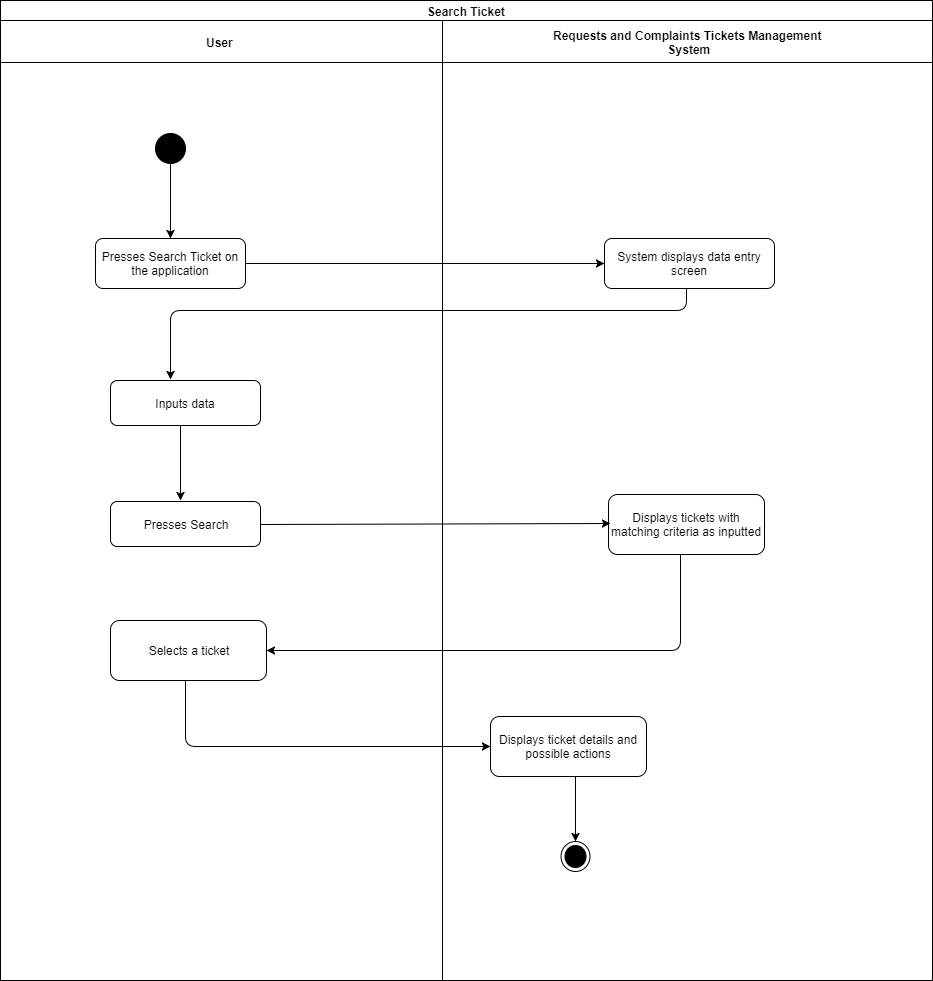 Search Ticket
User
Requests and Complaints Tickets Management
System
Presses Search Ticket on
the application
System displays data entry
screen
Inputs data
Presses Search
Displays tickets with
matching criteria as inputted
Selects a ticket
Displays ticket details and
possible actions